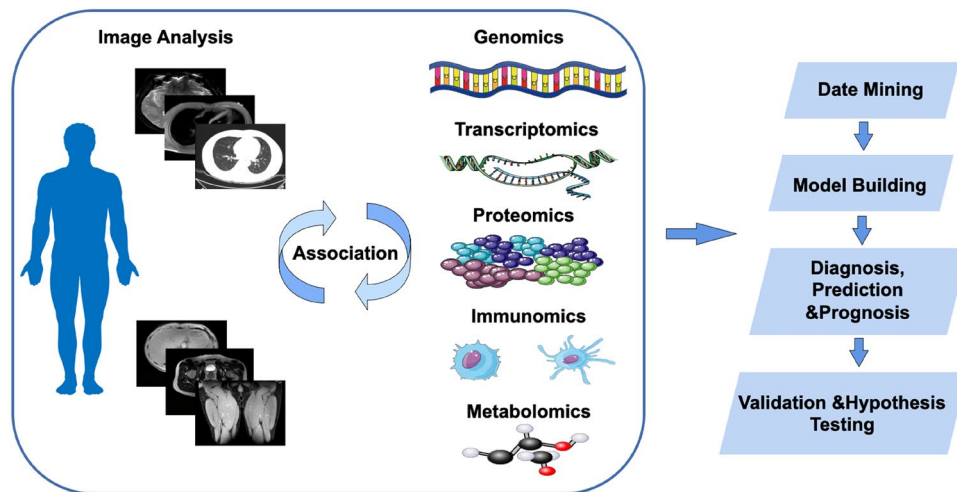 Image Analysis
Genomics
Transcriptomics
Association
Proteomics
Immunomics
Metabolomics
Date Mining
Model Building
Diagnosis,
Prediction
&Prognosis
Validation &Hypothesis
Testing